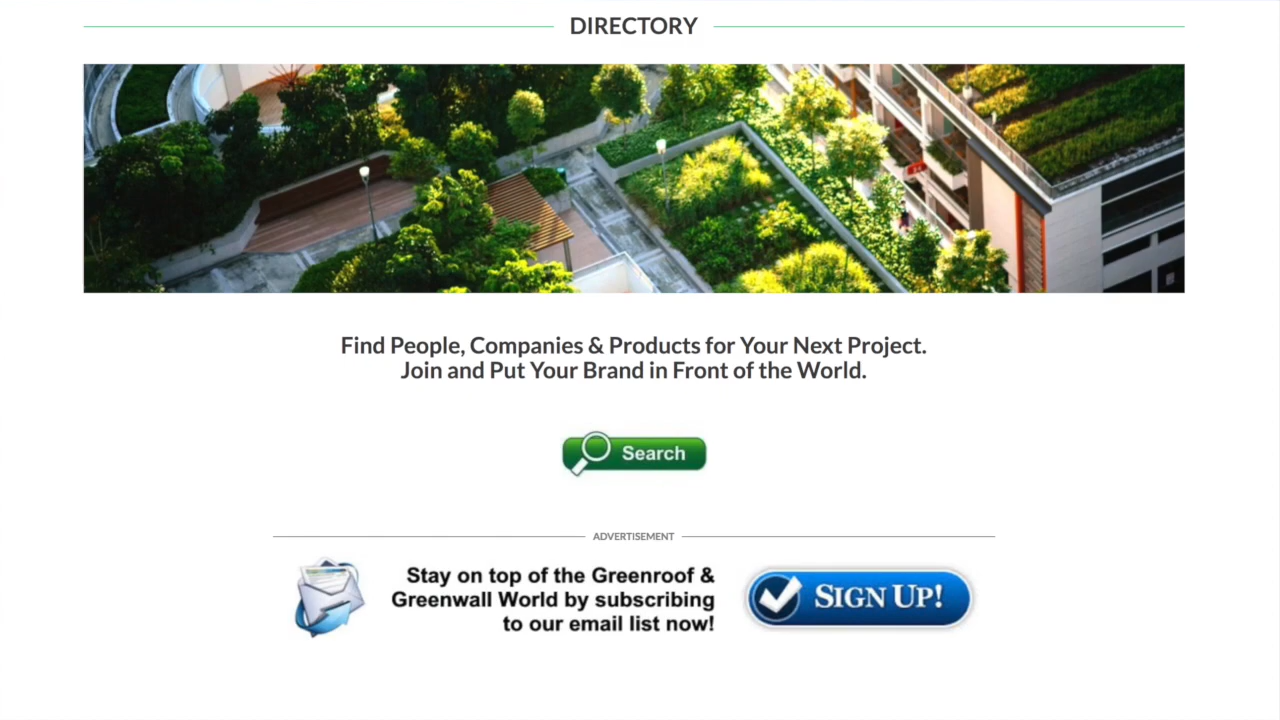 DIRECTORY
Find People, Companies & Products for Your Next Project.
Join and Put Your Brand in Front of the World.
Search
ADVERTISEMENT
Stay on top of the Greenroof &
Greenwall World by subscribing
to our email list now!
SIGN UP!